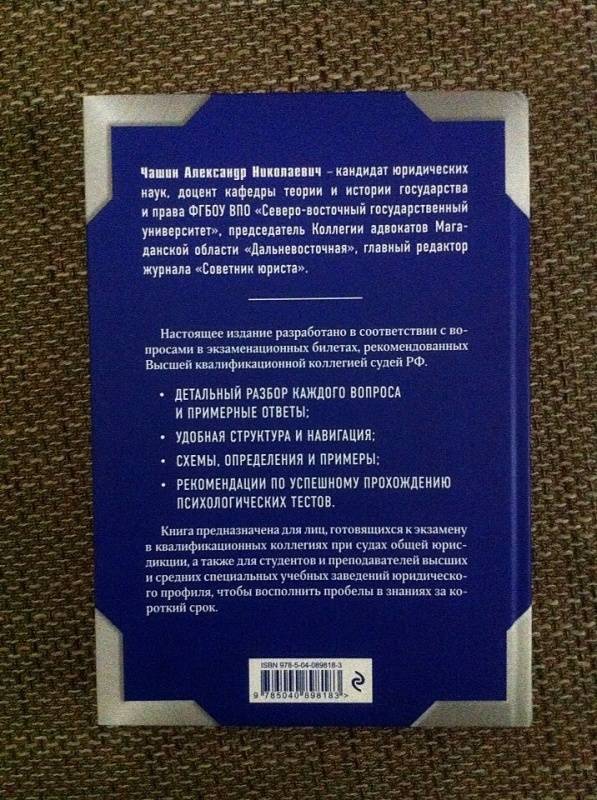 Чашин Александр Николаевич – кандидат юридических
наук, доцент кафедры теории и истории государства
и права ФГБОУ ВПО «Северо-восточный государственный
университет», председатель Коллегии адвокатов Мага-
данской области «Дальневосточная», главный редактор
журнала «Советник юриста».
Настоящее издание разработано в соответствии с во-
просами в экзаменационных билетах, рекомендованных
Высшей квалификационной коллегией судей РФ.
• ДЕТАЛЬНЫЙ РАЗБОР КАЖДОГО ВОПРОСА
И ПРИМЕРНЫЕ ОТВЕТЫ;
• УДОБНАЯ СТРУКТУРА И НАВИГАЦИЯ;
• СХЕМЫ, ОПРЕДЕЛЕНИЯ И ПРИМЕРЫ;
• РЕКОМЕНДАЦИИ ПО УСПЕШНОМУ ПРОХОЖДЕНИЮ
ПСИХОЛОГИЧЕСКИХ ТЕСТОВ.
Книга предназначена для лиц, готовящихся к экзамену
в квалификационных коллегиях при судах общей юрис-
дикции, а также для студентов и преподавателей высших
и средних специальных учебных заведений юридическо-
го профиля, чтобы восполнить пробелы в знаниях за ко-
роткий срок.
ISBN 978-5-04-089818-3
9 785040 898183 >